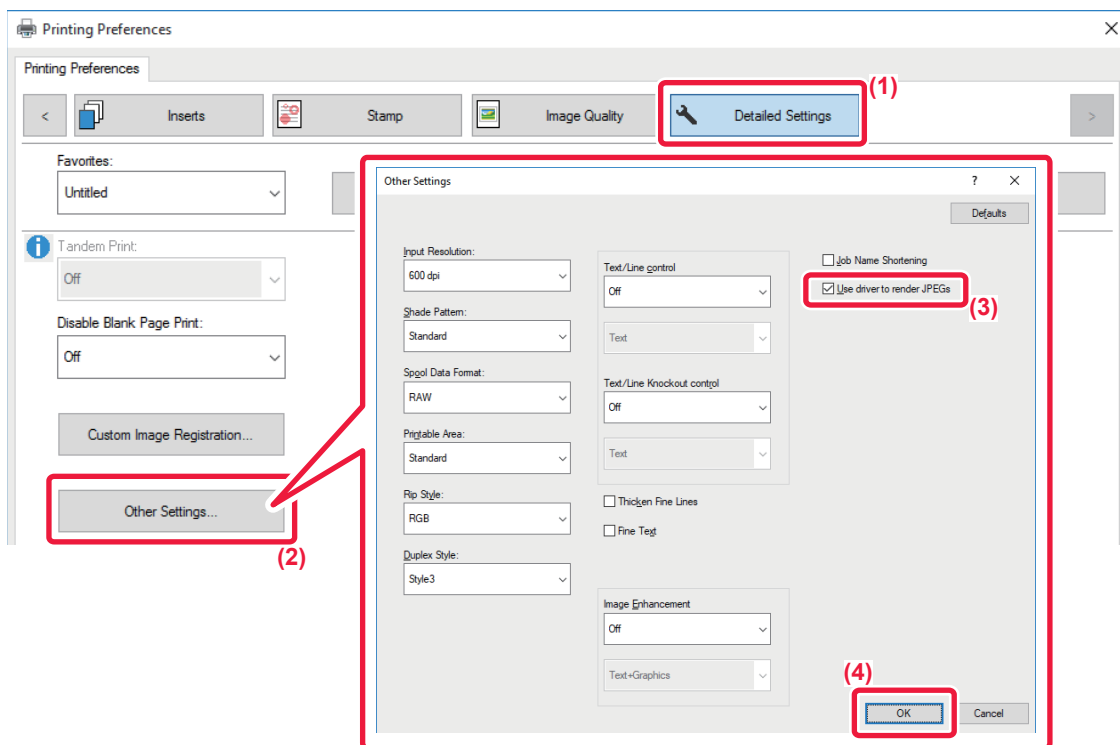 Printing Preferences
Printing Preferences
(1)
<
Inserts
Stamp
Image Quality
Detailed Settings
>
Favorites:
Untitled
Tandem Print:
Off
Disable Blank Page Print:
Off
Custom Image Registration...
Other Settings...
(2)
Other Settings
?
Defaults
Input Resolution:
600 dpi
Shade Pattern:
Standard
Spool Data Format:
RAW
Printable Area:
Standard
Rip Style:
RGB
Duplex Style:
Style3
Text/Line control
Off
Text
Text/Line Knockout control
Off
Text
Thicken Fine Lines
Fine Text
Image Enhancement
Off
Text+Graphics
Job Name Shortening
Use driver to render JPEGs
(3)
(4)
OK
Cancel